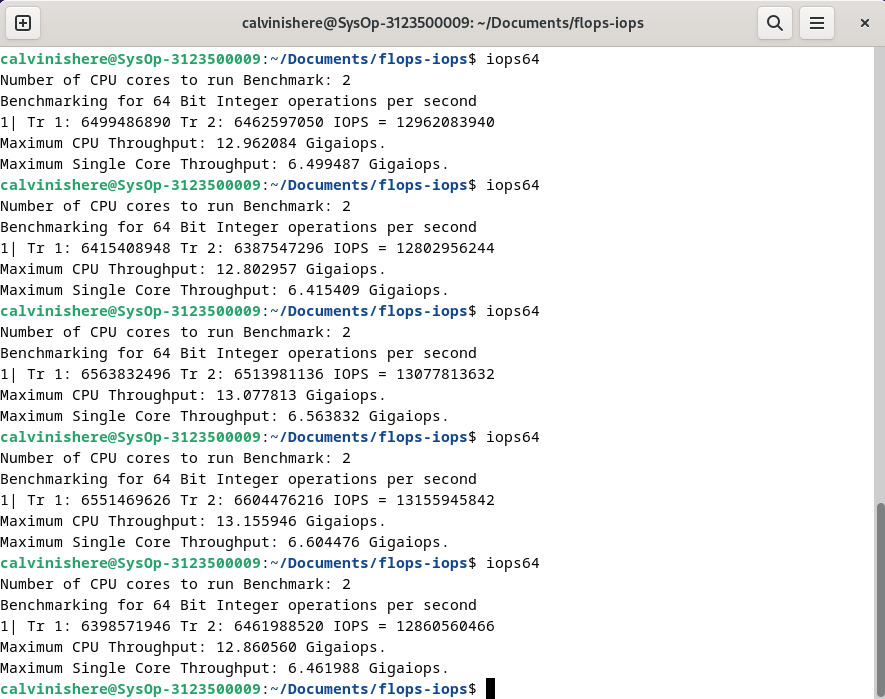 calvinishere@SysOp-3123500009: ~/Documents/flops-iops
calvinishere@SysOp-3123500009:~/Documents/flops-iops$ iops64
Number of CPU cores to run Benchmark: 2
Benchmarking for 64 Bit Integer operations per second
1| Tr 1: 6499486890 Tr 2: 6462597050 IOPS = 12962083940
Maximum CPU Throughput: 12.962084 Gigaiops.
Maximum Single Core Throughput: 6.499487 Gigaiops.
calvinishere@SysOp-3123500009:~/Documents/flops-iops$ iops64
Number of CPU cores to run Benchmark: 2
Benchmarking for 64 Bit Integer operations per second
1| Tr 1: 6415408948 Tr 2: 6387547296 IOPS = 12802956244
Maximum CPU Throughput: 12.802957 Gigaiops.
Maximum Single Core Throughput: 6.415409 Gigaiops.
calvinishere@SysOp-3123500009:~/Documents/flops-iops$ iops64
Number of CPU cores to run Benchmark: 2
Benchmarking for 64 Bit Integer operations per second
1| Tr 1: 6563832496 Tr 2: 6513981136 IOPS = 13077813632
Maximum CPU Throughput: 13.077813 Gigaiops.
Maximum Single Core Throughput: 6.563832 Gigaiops.
calvinishere@SysOp-3123500009:~/Documents/flops-iops$ iops64
Number of CPU cores to run Benchmark: 2
Benchmarking for 64 Bit Integer operations per second
1| Tr 1: 6551469626 Tr 2: 6604476216 IOPS = 13155945842
Maximum CPU Throughput: 13.155946 Gigaiops.
Maximum Single Core Throughput: 6.604476 Gigaiops.
calvinishere@SysOp-3123500009:~/Documents/flops-iops$ iops64
Number of CPU cores to run Benchmark: 2
Benchmarking for 64 Bit Integer operations per second
1| Tr 1: 6398571946 Tr 2: 6461988520 IOPS = 12860560466
Maximum CPU Throughput: 12.860560 Gigaiops.
Maximum Single Core Throughput: 6.461988 Gigaiops.
calvinishere@SysOp-3123500009:~/Documents/flops-iops$